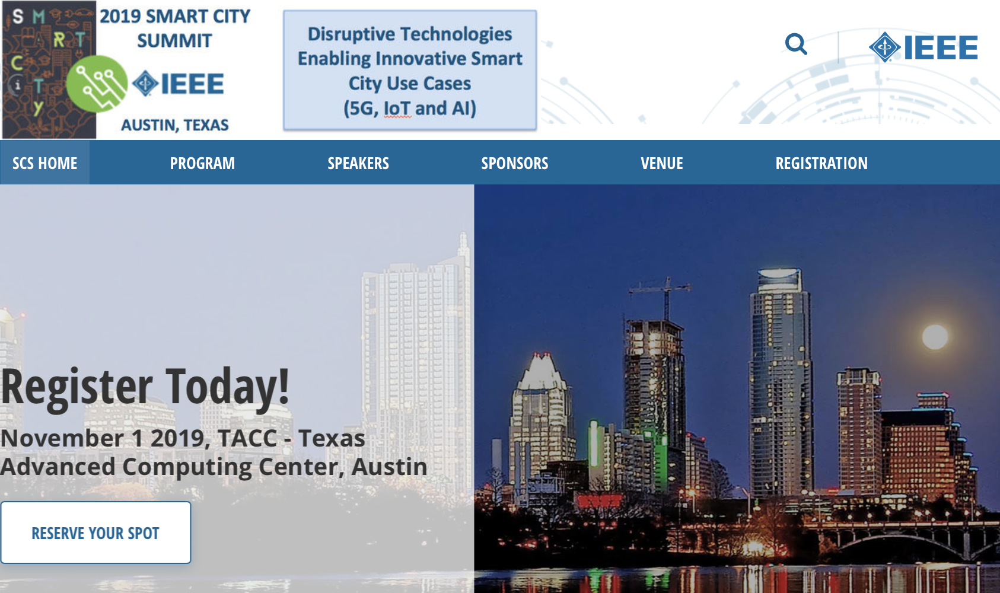 S M
R T
C
i T
y
2019 SMART CITY
SUMMIT
IEEE
AUSTIN, TEXAS
Disruptive Technologies
Enabling Innovative Smart
City Use Cases
(5G, IoT and AI)
IEEE
SCS HOME PROGRAM SPEAKERS SPONSORS VENUE REGISTRATION
Register Today!
November 1 2019, TACC - Texas
Advanced Computing Center, Austin
RESERVE YOUR SPOT